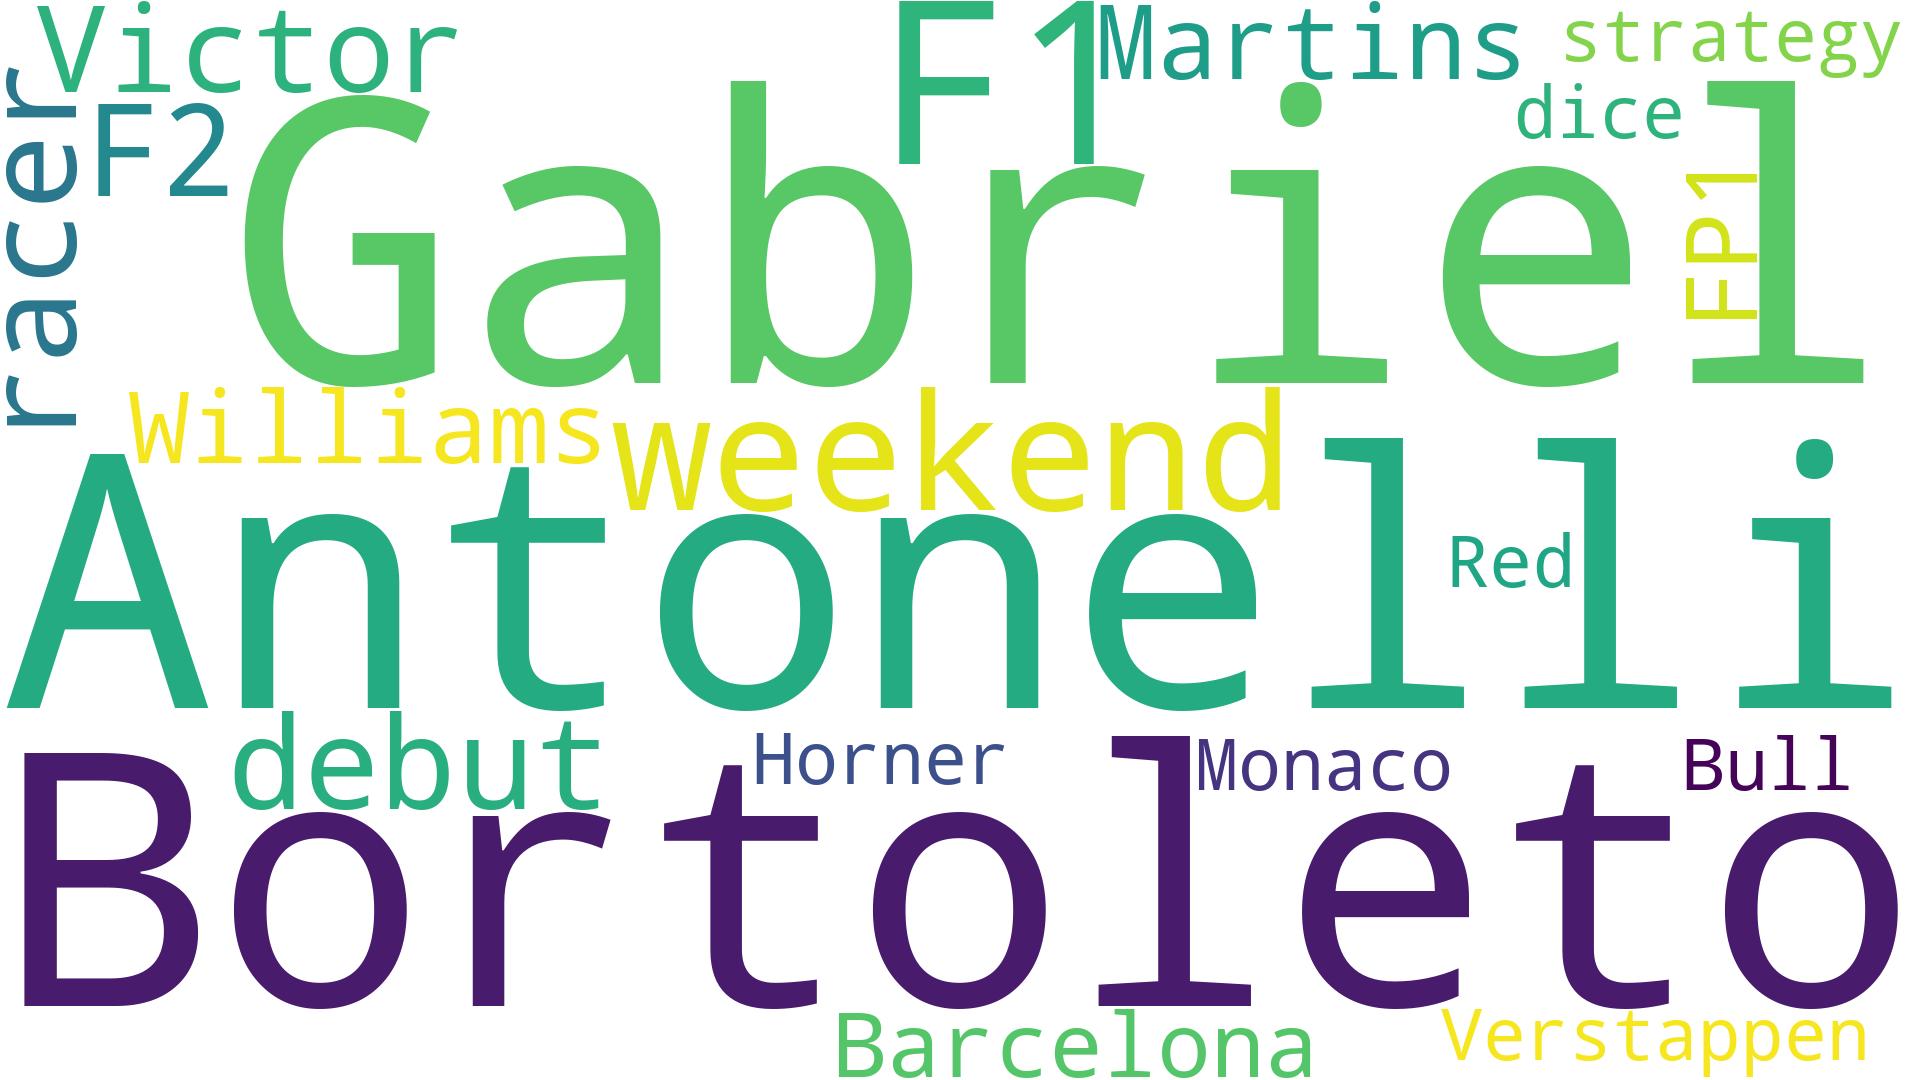 Victor
F1
Martins
strategy
racer
F2
Gabriel
dice
FP1
Williams
weekend
Antonelli
Red
debut
Horner
Monaco
Bull
Bortoleto
Barcelona
Verstappen